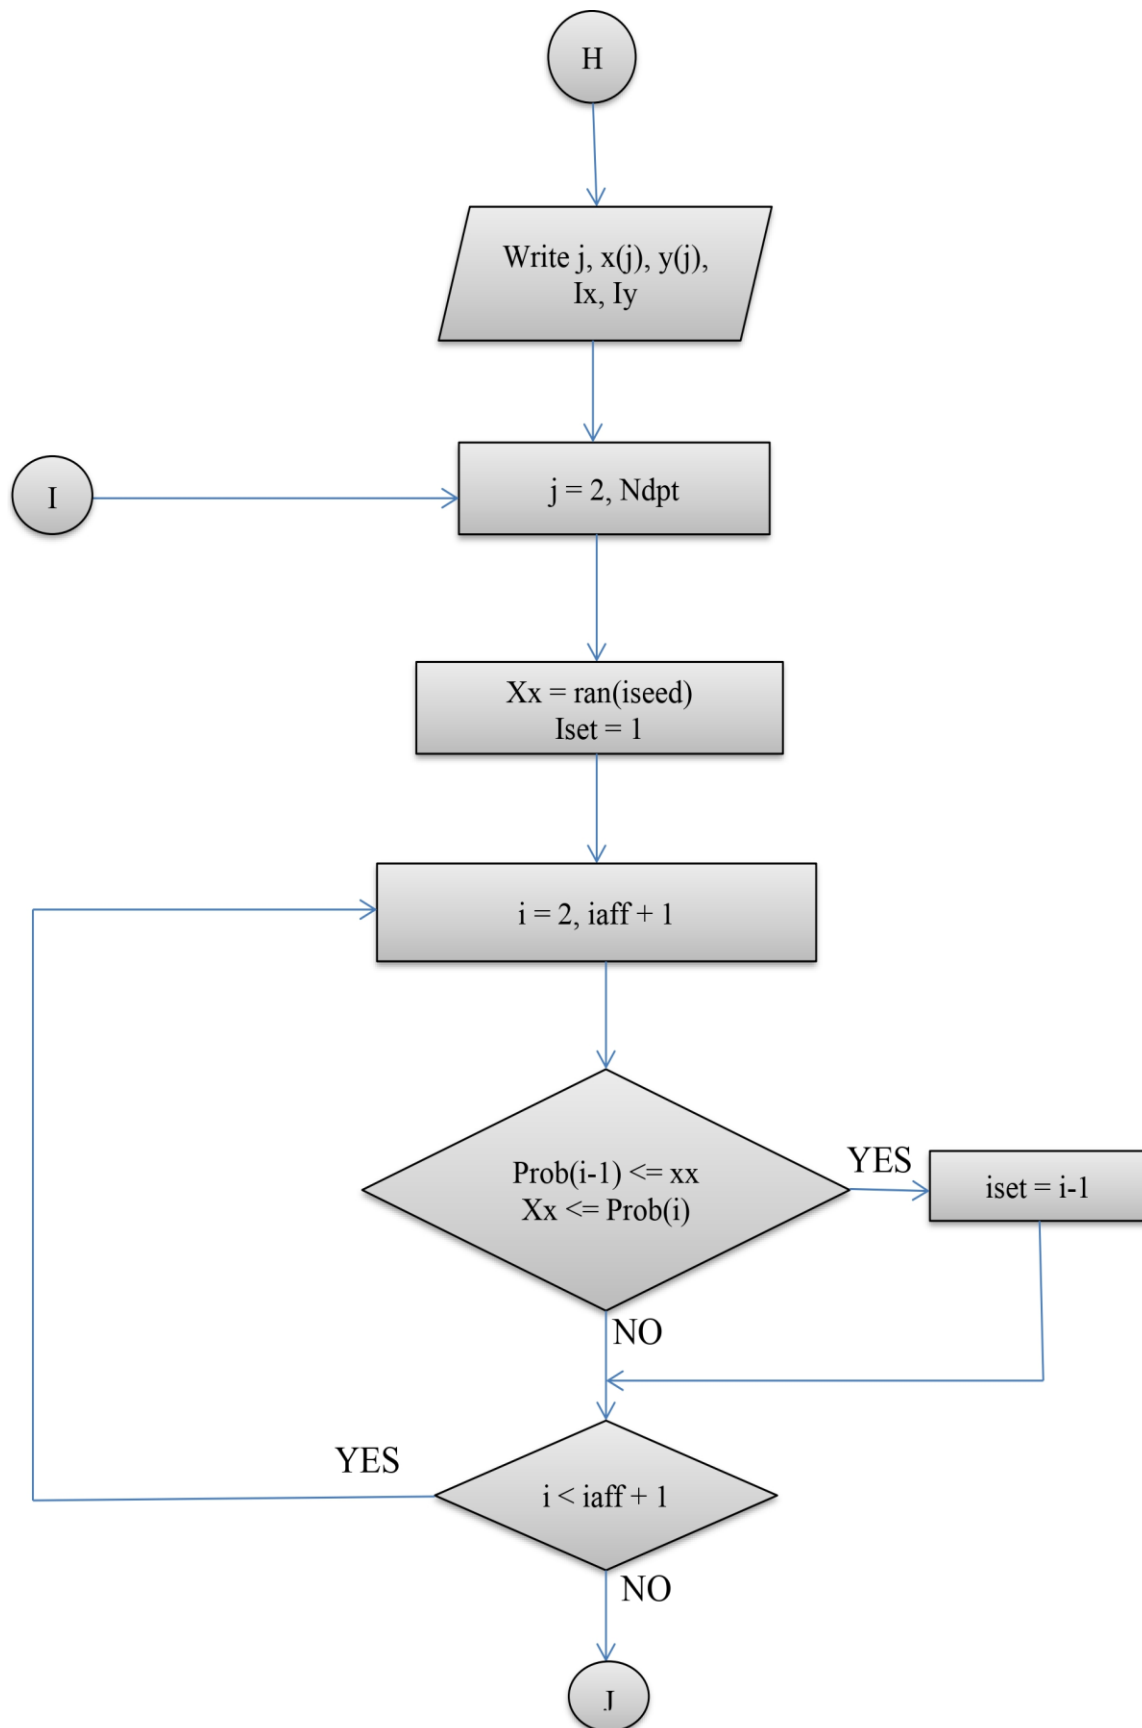 H
Write j, x(j), y(j),
Ix, Iy
I
j = 2, Ndpt
Xx = ran(iseed)
Iset = 1
i = 2, iaff + 1
Prob(i-1) <= xx
Xx <= Prob(i)
YES
iset = i-1
NO
YES
i < iaff + 1
NO
J